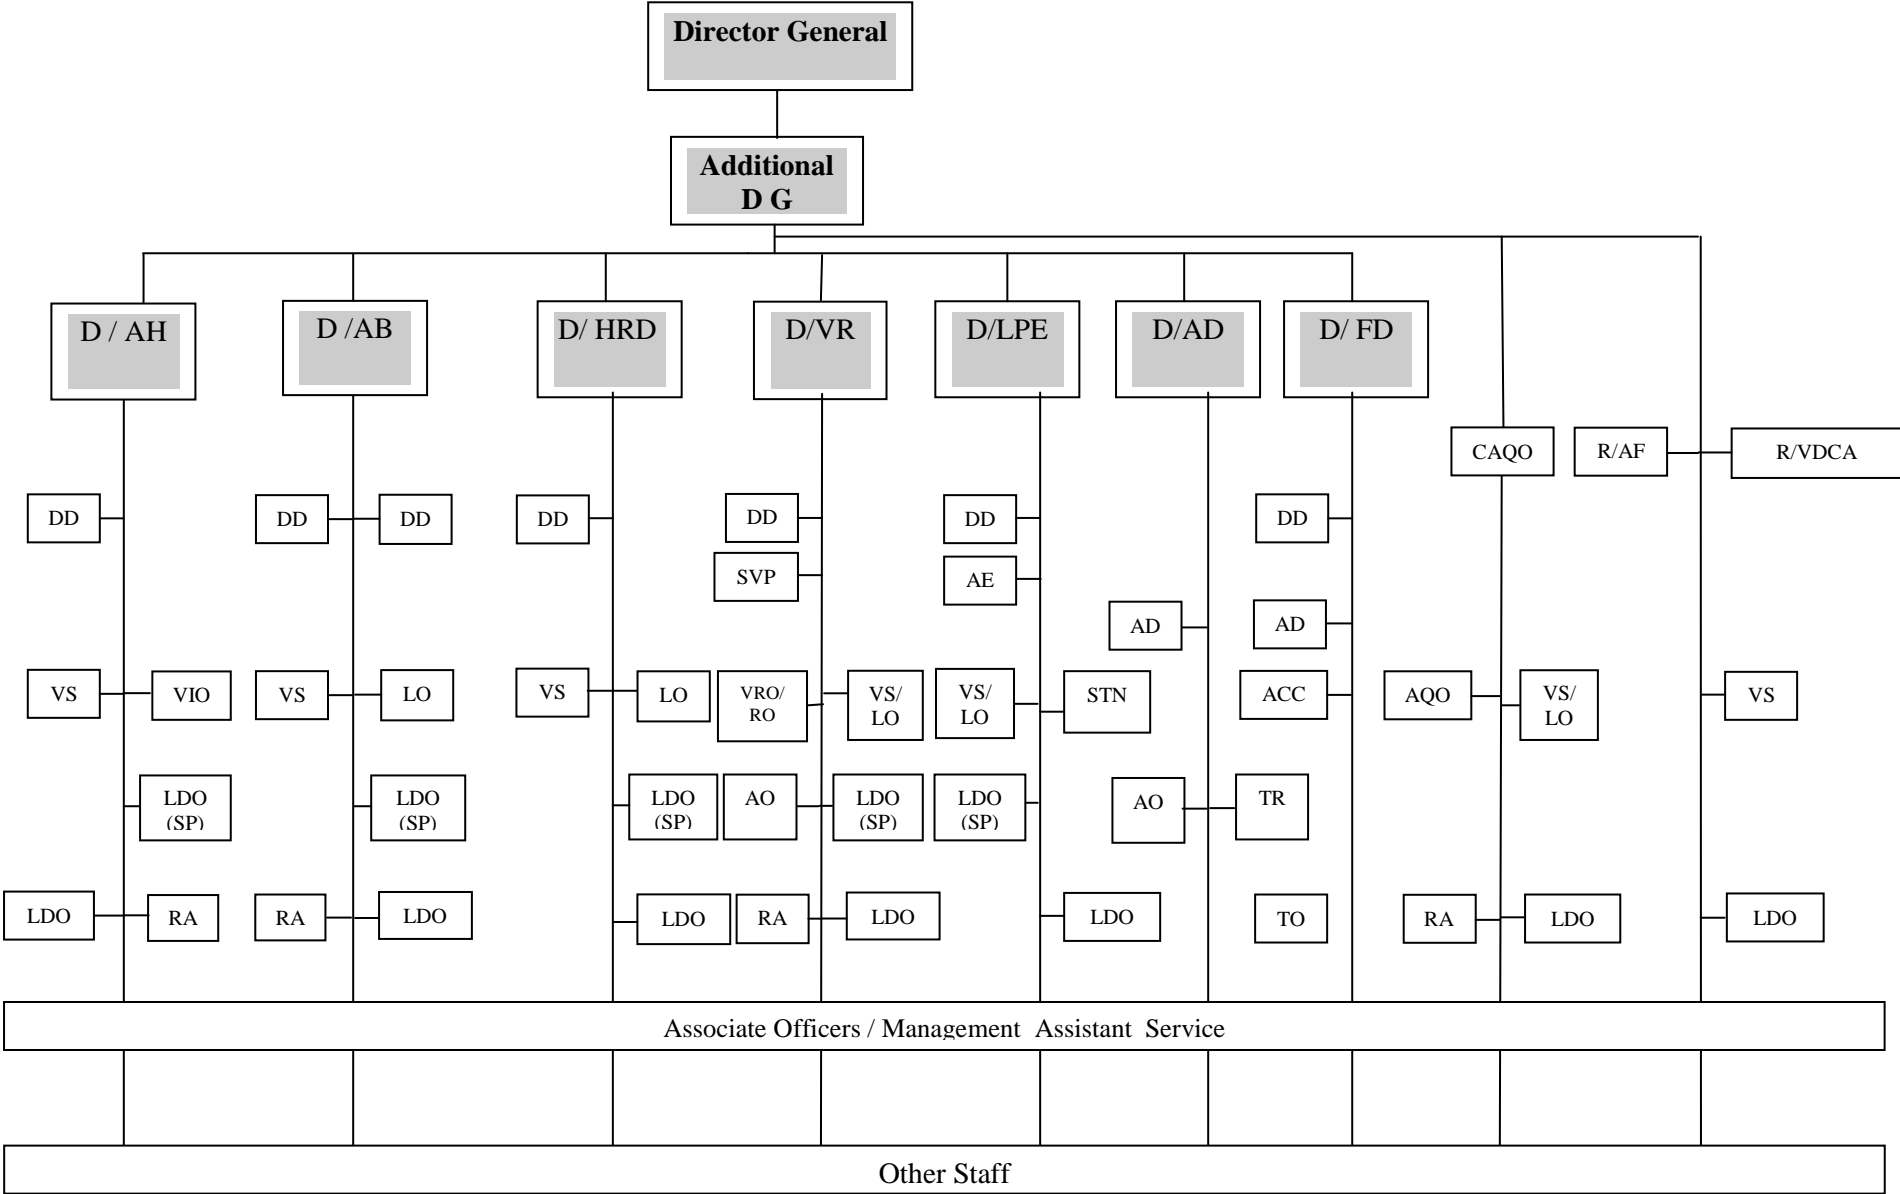 Director General
Additional
D G
D / AH
D /AB
D/ HRD
D/VR
D/LPE
D/AD
D/ FD
CAQO
R/AF
R/VDCA
DD
DD
DD
DD
DD
DD
DD
SVP
AE
AD
AD
VS
VIO
VS
LO
VS
LO
VRO/
RO
VS/
LO
VS/
LO
STN
ACC
AQO
VS/
LO
VS
LDO
(SP)
LDO
(SP)
LDO
(SP)
AO
LDO
(SP)
LDO
(SP)
AO
TR
LDO
RA
RA
LDO
LDO
RA
LDO
LDO
TO
RA
LDO
LDO
Associate Officers / Management Assistant Service
Other Staff